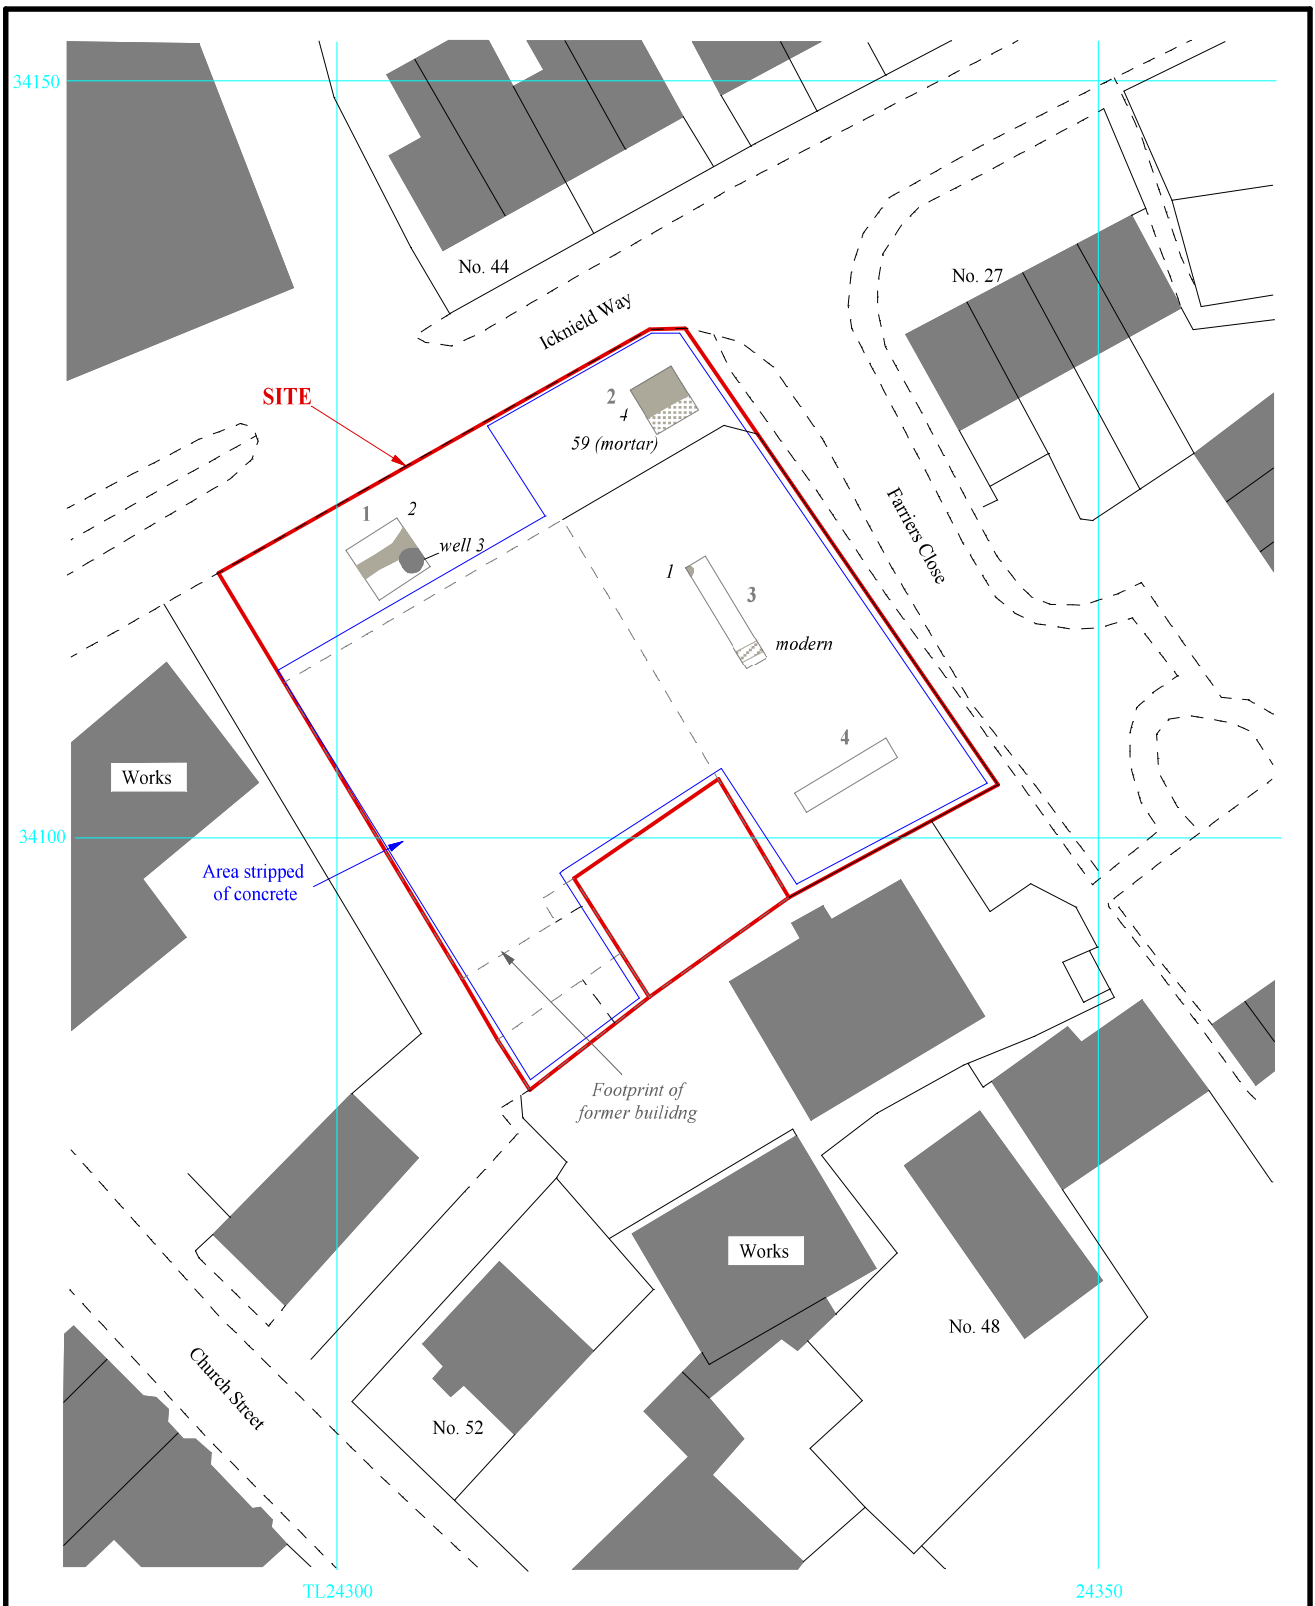 34150
No. 44
No. 27
Icknield Way
SITE
2
4
59 (mortar)
1
2
well 3
Farriers Close
1
3
modern
4
Works
34100
Area stripped
of concrete
Footprint of
former builidng
Works
No. 48
Church Street
No. 52
TL24300
24350